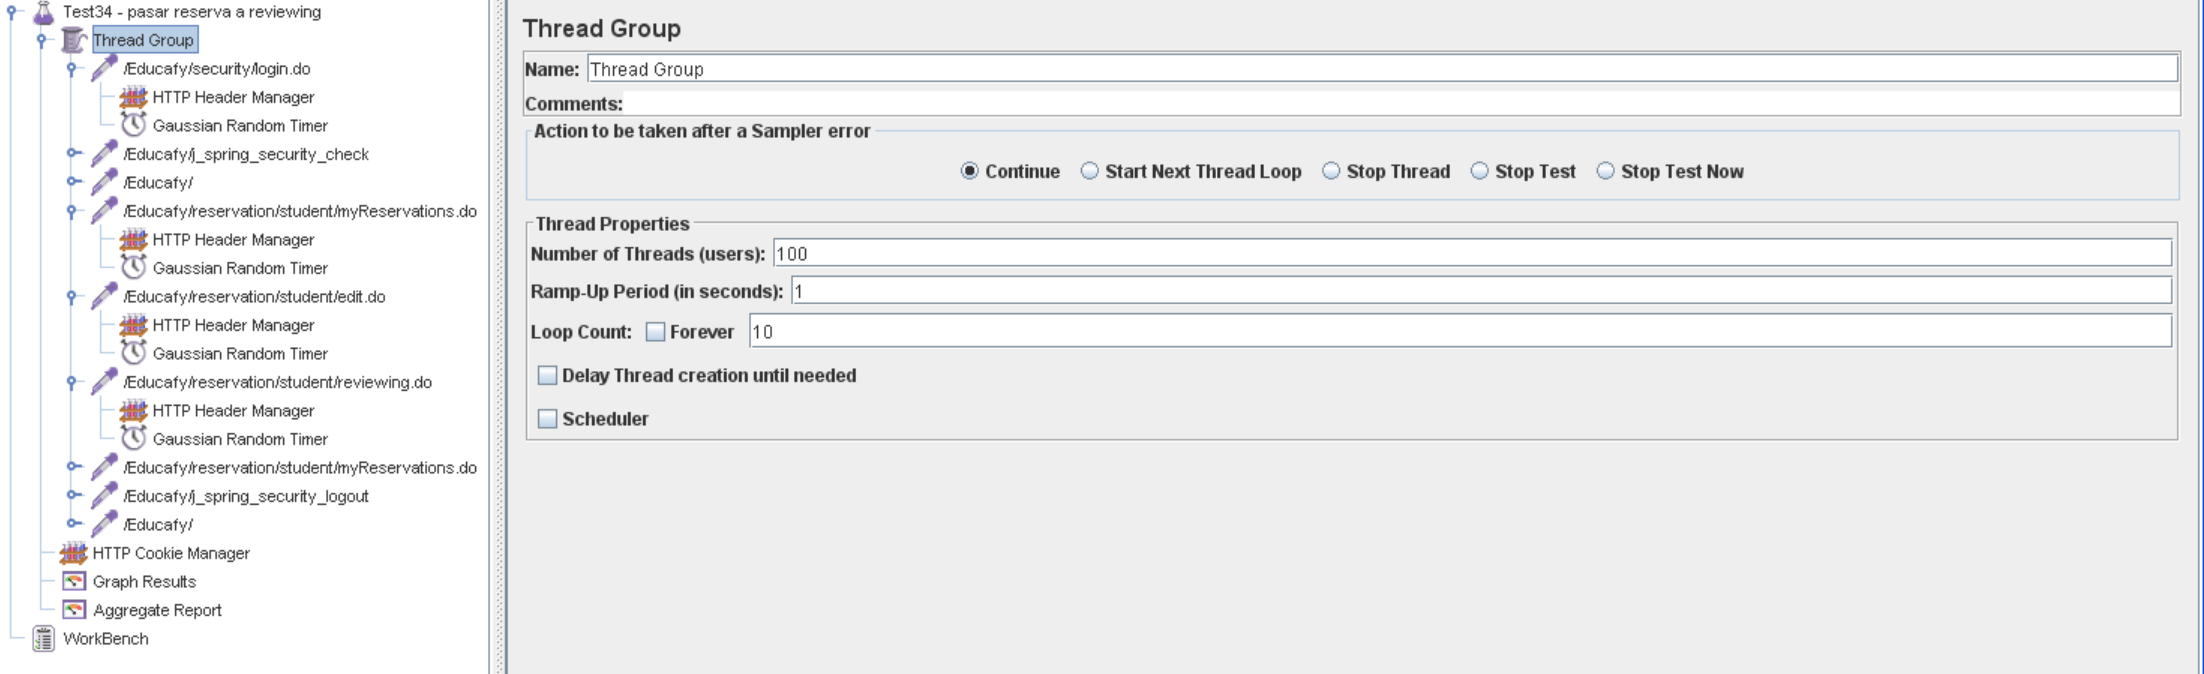 Test34 - pasar reserva a reviewing
Thread Group
/Educafy/security/login.do
HTTP Header Manager
Gaussian Random Timer
/Educafy/j_spring_security_check
/Educafy/
/Educafy/reservation/student/myReservations.do
HTTP Header Manager
Gaussian Random Timer
/Educafy/reservation/student/edit.do
HTTP Header Manager
Gaussian Random Timer
/Educafy/reservation/student/reviewing.do
HTTP Header Manager
Gaussian Random Timer
/Educafy/reservation/student/myReservations.do
/Educafy/j_spring_security_logout
/Educafy/
HTTP Cookie Manager
Graph Results
Aggregate Report
WorkBench
Thread Group
Name: Thread Group
Comments:
Action to be taken after a Sampler error
Continue Start Next Thread Loop Stop Thread Stop Test Stop Test Now
Thread Properties
Number of Threads (users): 100
Ramp-Up Period (in seconds): 1
Loop Count: Forever 10
Delay Thread creation until needed
Scheduler